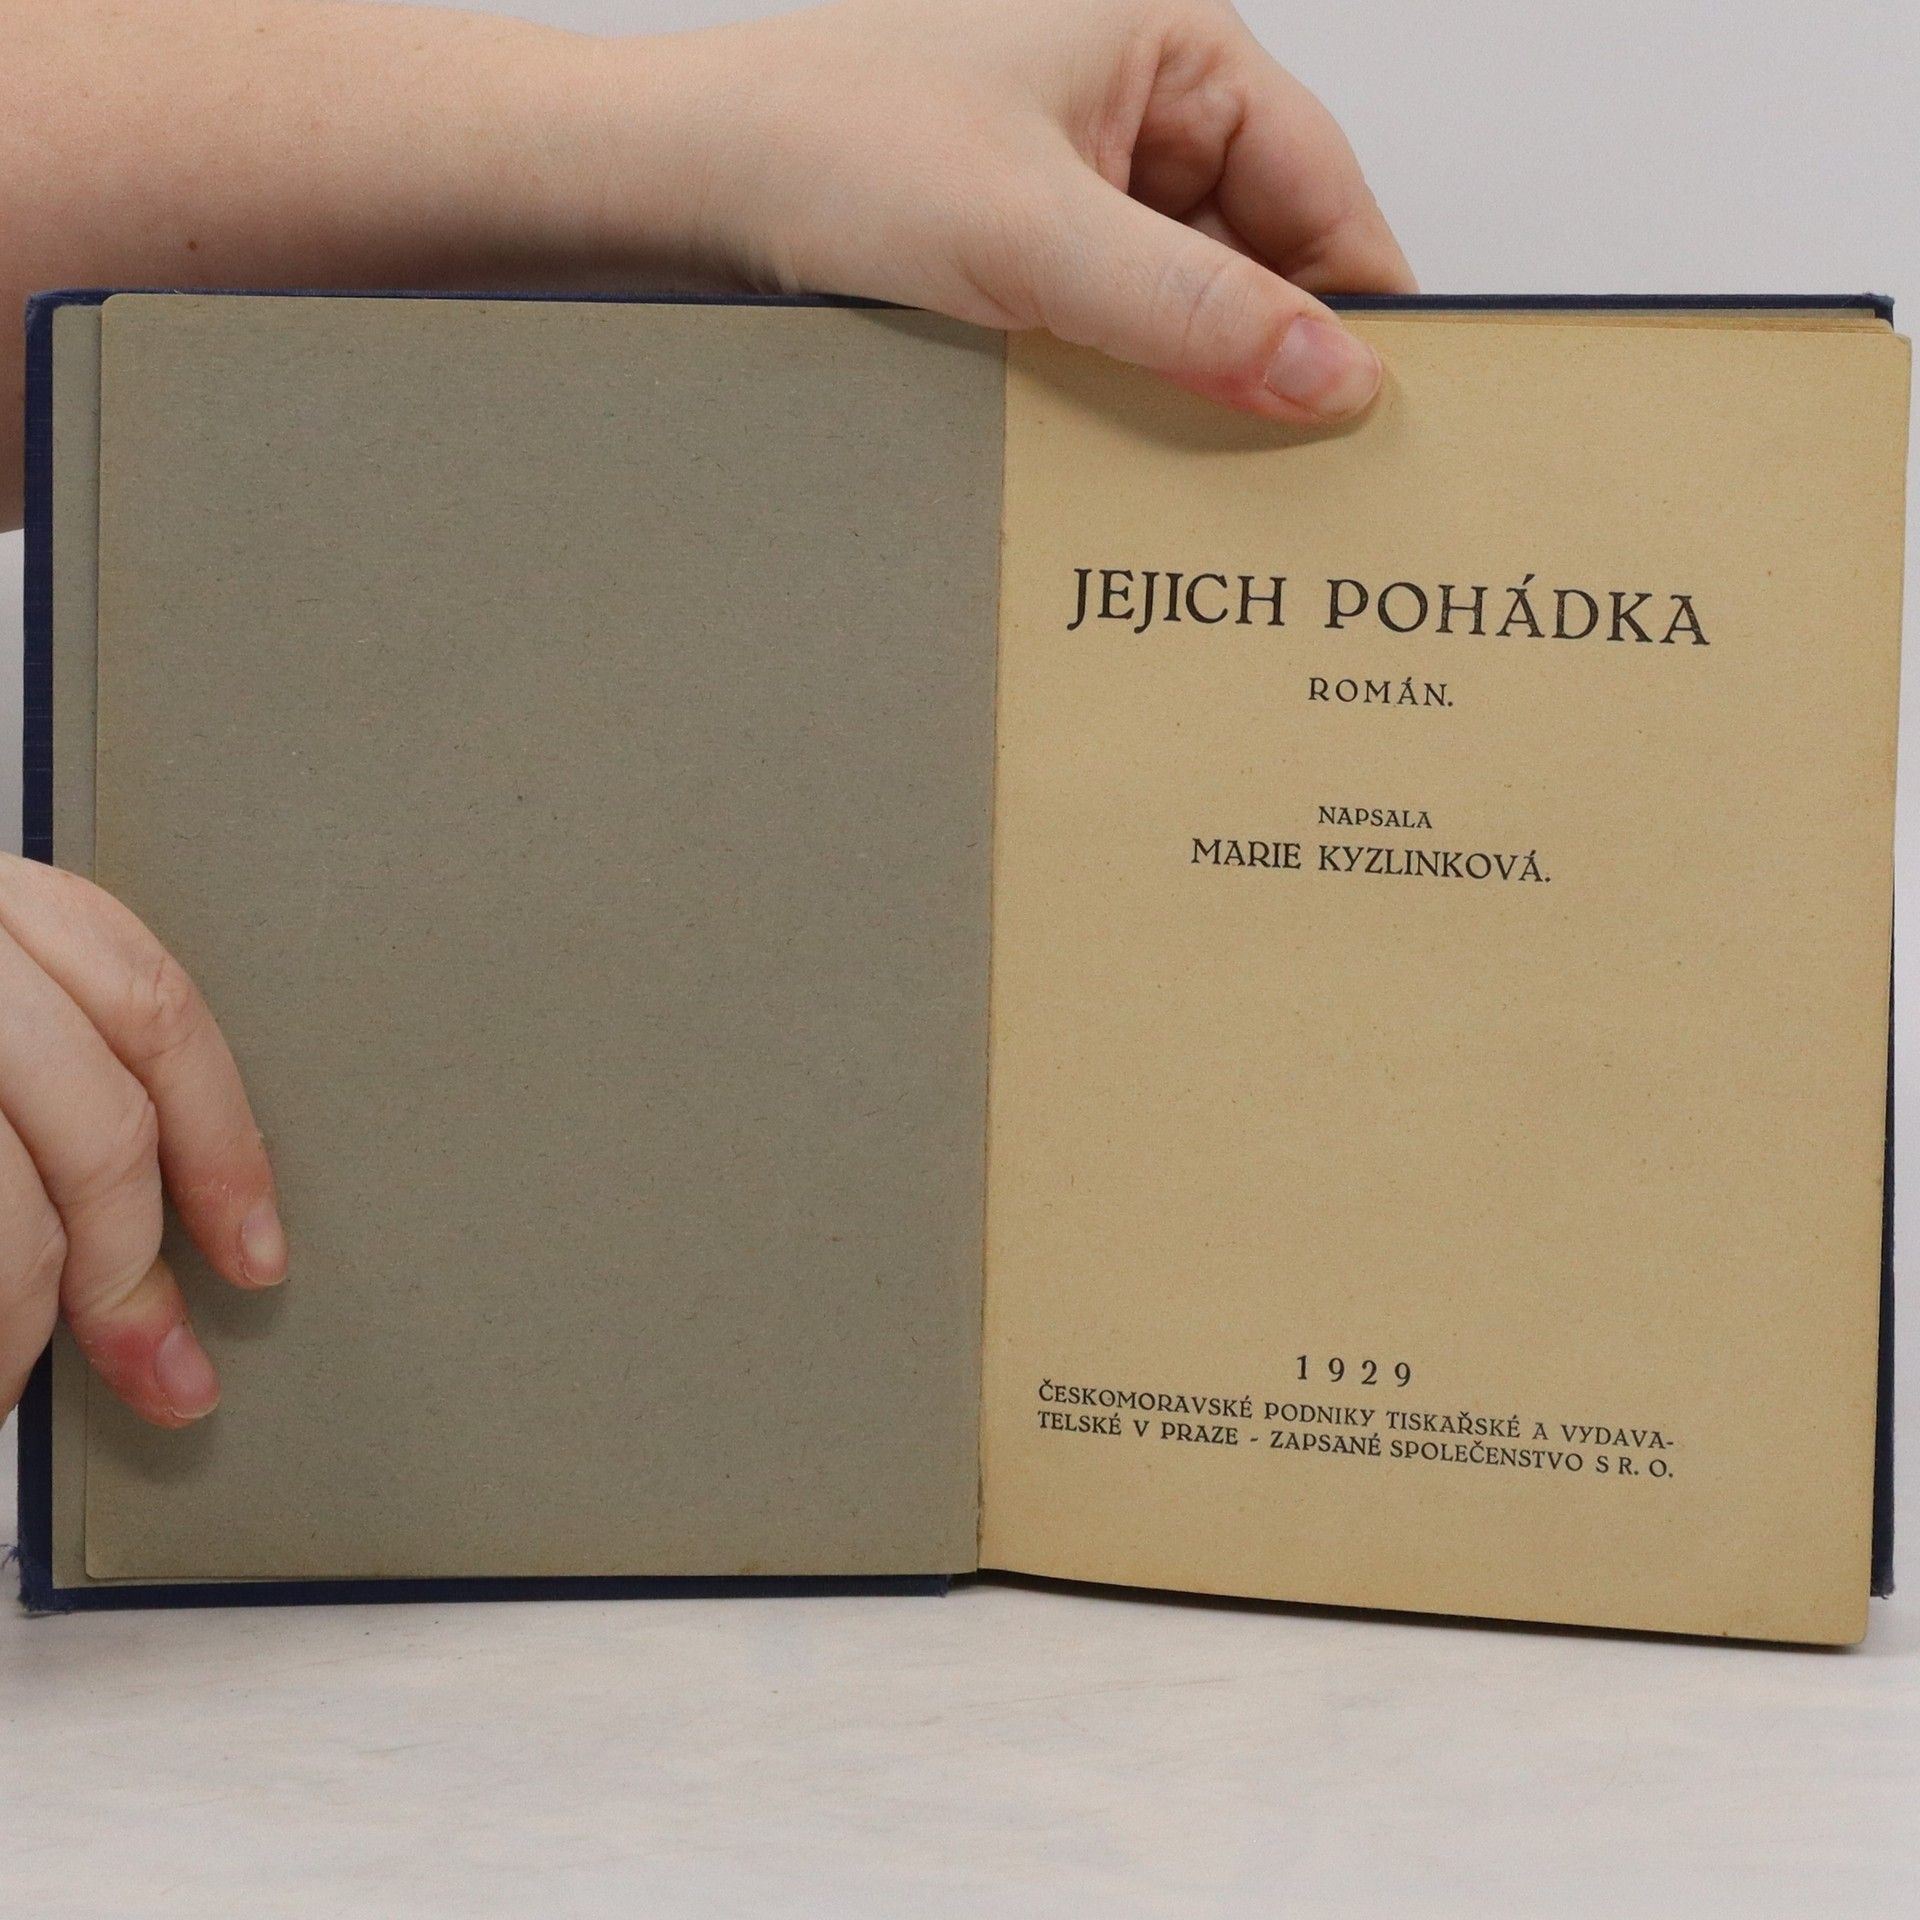 JEJICH POHÁDKA
ROMÁN.
NAPSALA
MARIE KYZLINKOVÁ.
1929
ČESKOMORAVSKÉ PODNIKY TISKAŘSKÉ A VYDAVA-
TELSKÉ V PRAZE - ZAPSANÉ SPOLEČENSTVO S R. O.